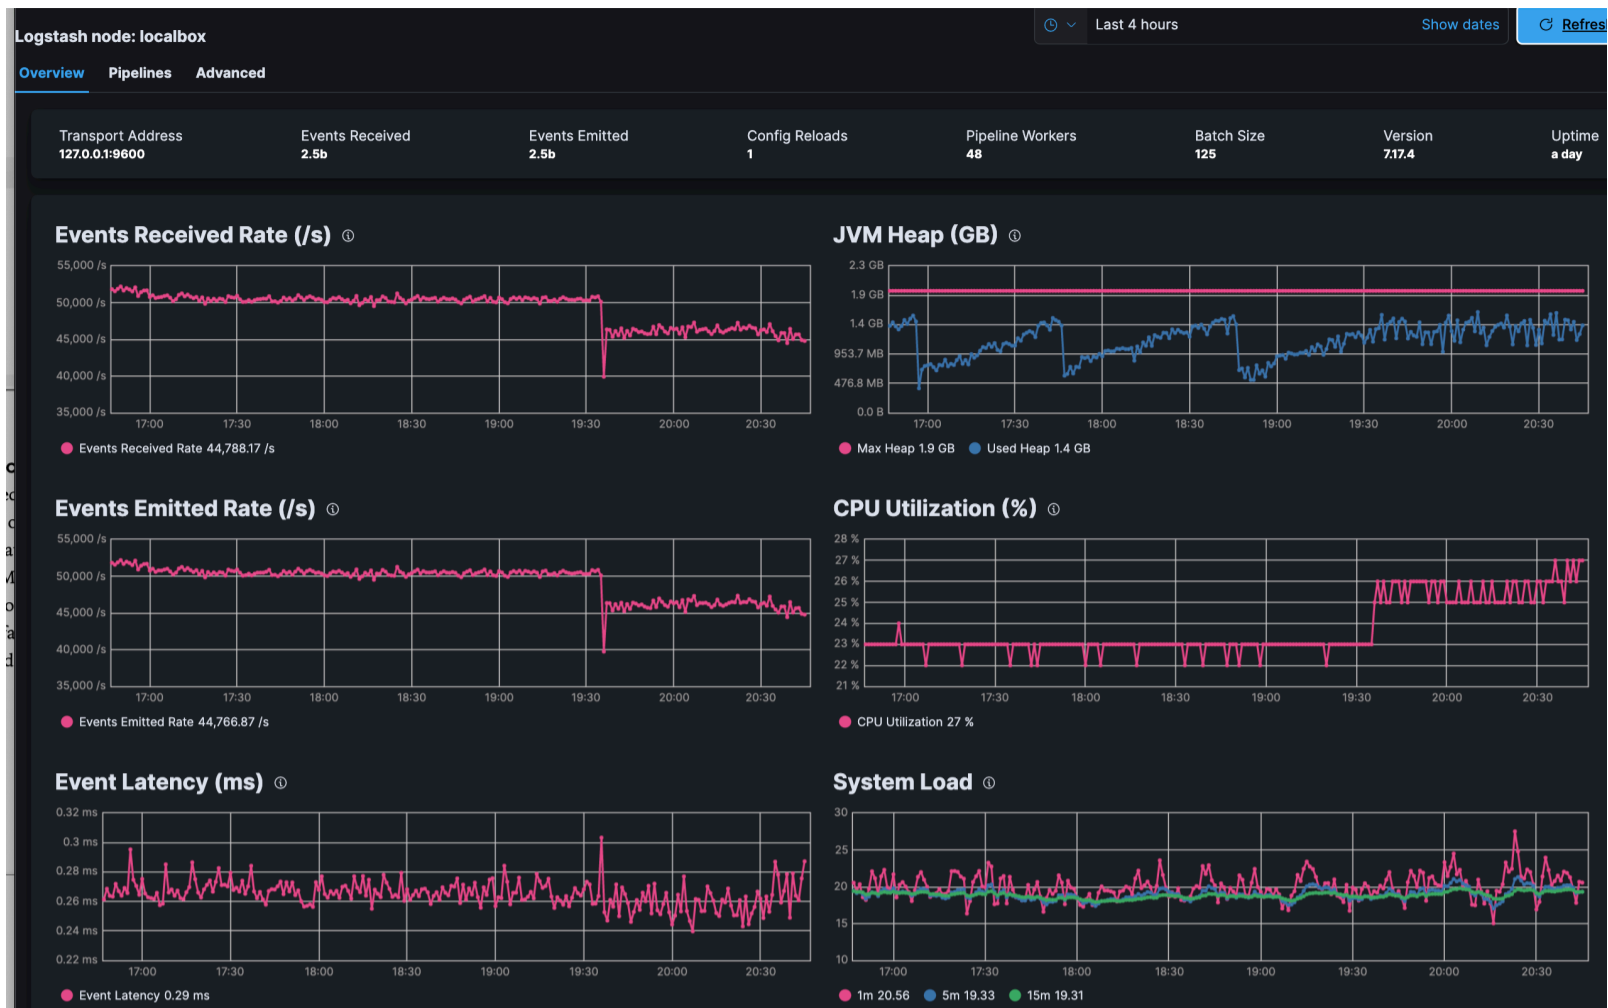 Logstash node: localbox
Last 4 hours
Show dates
Overview
Pipelines
Advanced
Transport Address
127.0.0.1:9600
Events Received
2.5b
Events Emitted
2.5b
Config Reloads
1
Pipeline Workers
48
Batch Size
125
Version
7.17.4
Uptime
a day
Events Received Rate (/s)
55,000 /s
50,000 /s
45,000 /s
40,000 /s
35,000 /s
17:00 17:30 18:00 18:30 19:00 19:30 20:00 20:30
Events Received Rate 44,788.17 /s
JVM Heap (GB)
2.3 GB
1.9 GB
1.4 GB
953.7 MB
476.8 MB
0.0 B
17:00 17:30 18:00 18:30 19:00 19:30 20:00 20:30
Max Heap 1.9 GB Used Heap 1.4 GB
Events Emitted Rate (/s)
55,000 /s
50,000 /s
45,000 /s
40,000 /s
35,000 /s
17:00 17:30 18:00 18:30 19:00 19:30 20:00 20:30
Events Emitted Rate 44,766.87 /s
CPU Utilization (%)
28 %
27 %
26 %
25 %
24 %
23 %
22 %
21 %
17:00 17:30 18:00 18:30 19:00 19:30 20:00 20:30
CPU Utilization 27 %
Event Latency (ms)
0.32 ms
0.3 ms
0.28 ms
0.26 ms
0.24 ms
0.22 ms
17:00 17:30 18:00 18:30 19:00 19:30 20:00 20:30
Event Latency 0.29 ms
System Load
30
25
20
15
10
17:00 17:30 18:00 18:30 19:00 19:30 20:00 20:30
1m 20.56 5m 19.33 15m 19.31